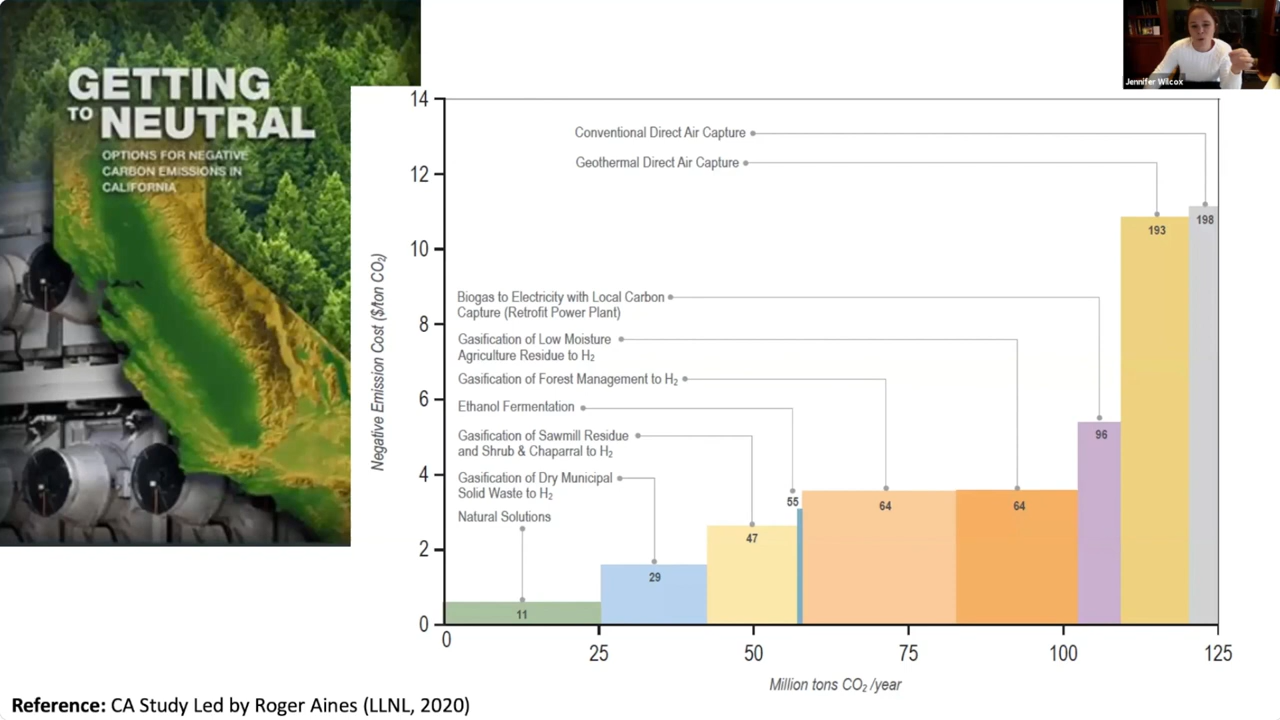 GETTING
TO NEUTRAL
OPTIONS FOR NEGATIVE
CARBON EMISSIONS IN
CALIFORNIA
Jennifer Wilcox
Negative Emission Cost ($/ton CO₂)
14
12
10
8
6
4
2
0
Conventional Direct Air Capture
Geothermal Direct Air Capture
Biogas to Electricity with Local Carbon
Capture (Retrofit Power Plant)
Gasification of Low Moisture
Agriculture Residue to H₂
Gasification of Forest Management to H₂
Ethanol Fermentation
Gasification of Sawmill Residue
and Shrub & Chaparral to H₂
Gasification of Dry Municipal
Solid Waste to H₂
Natural Solutions
11
29
47
55
64
64
96
193
198
0
25
50
75
100
125
Million tons CO₂ /year
Reference: CA Study Led by Roger Aines (LLNL, 2020)